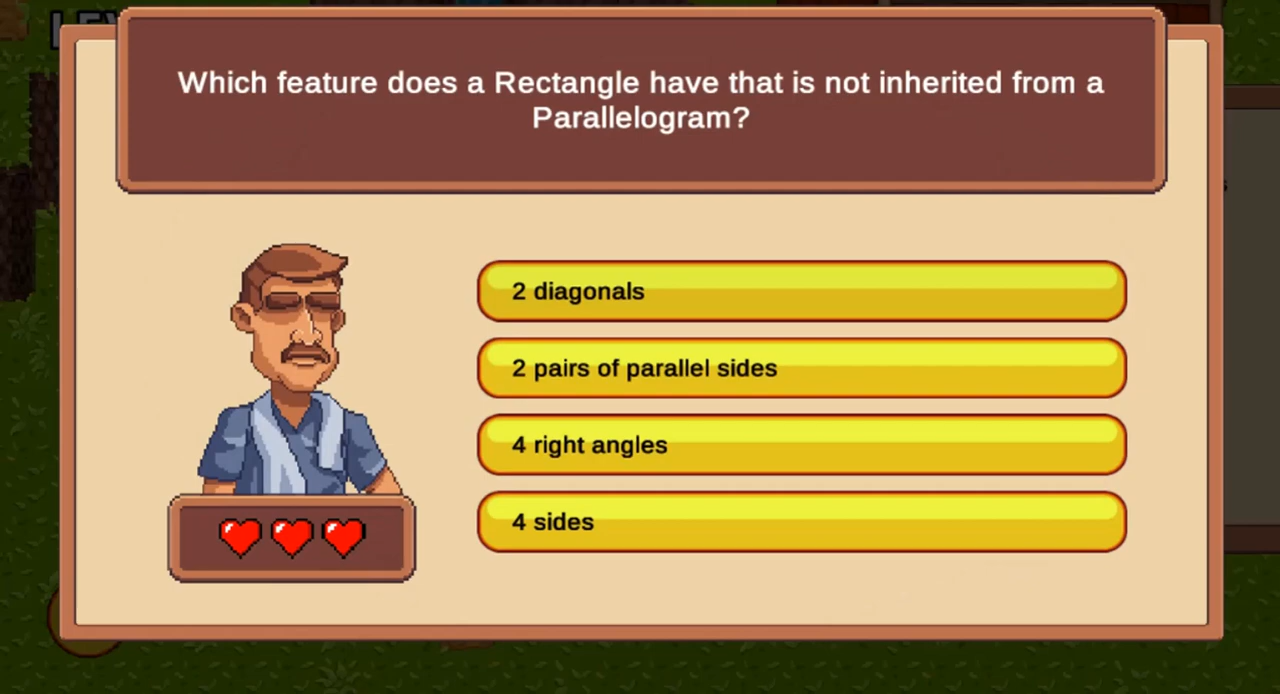 Which feature does a Rectangle have that is not inherited from a
Parallelogram?
2 diagonals
2 pairs of parallel sides
4 right angles
4 sides